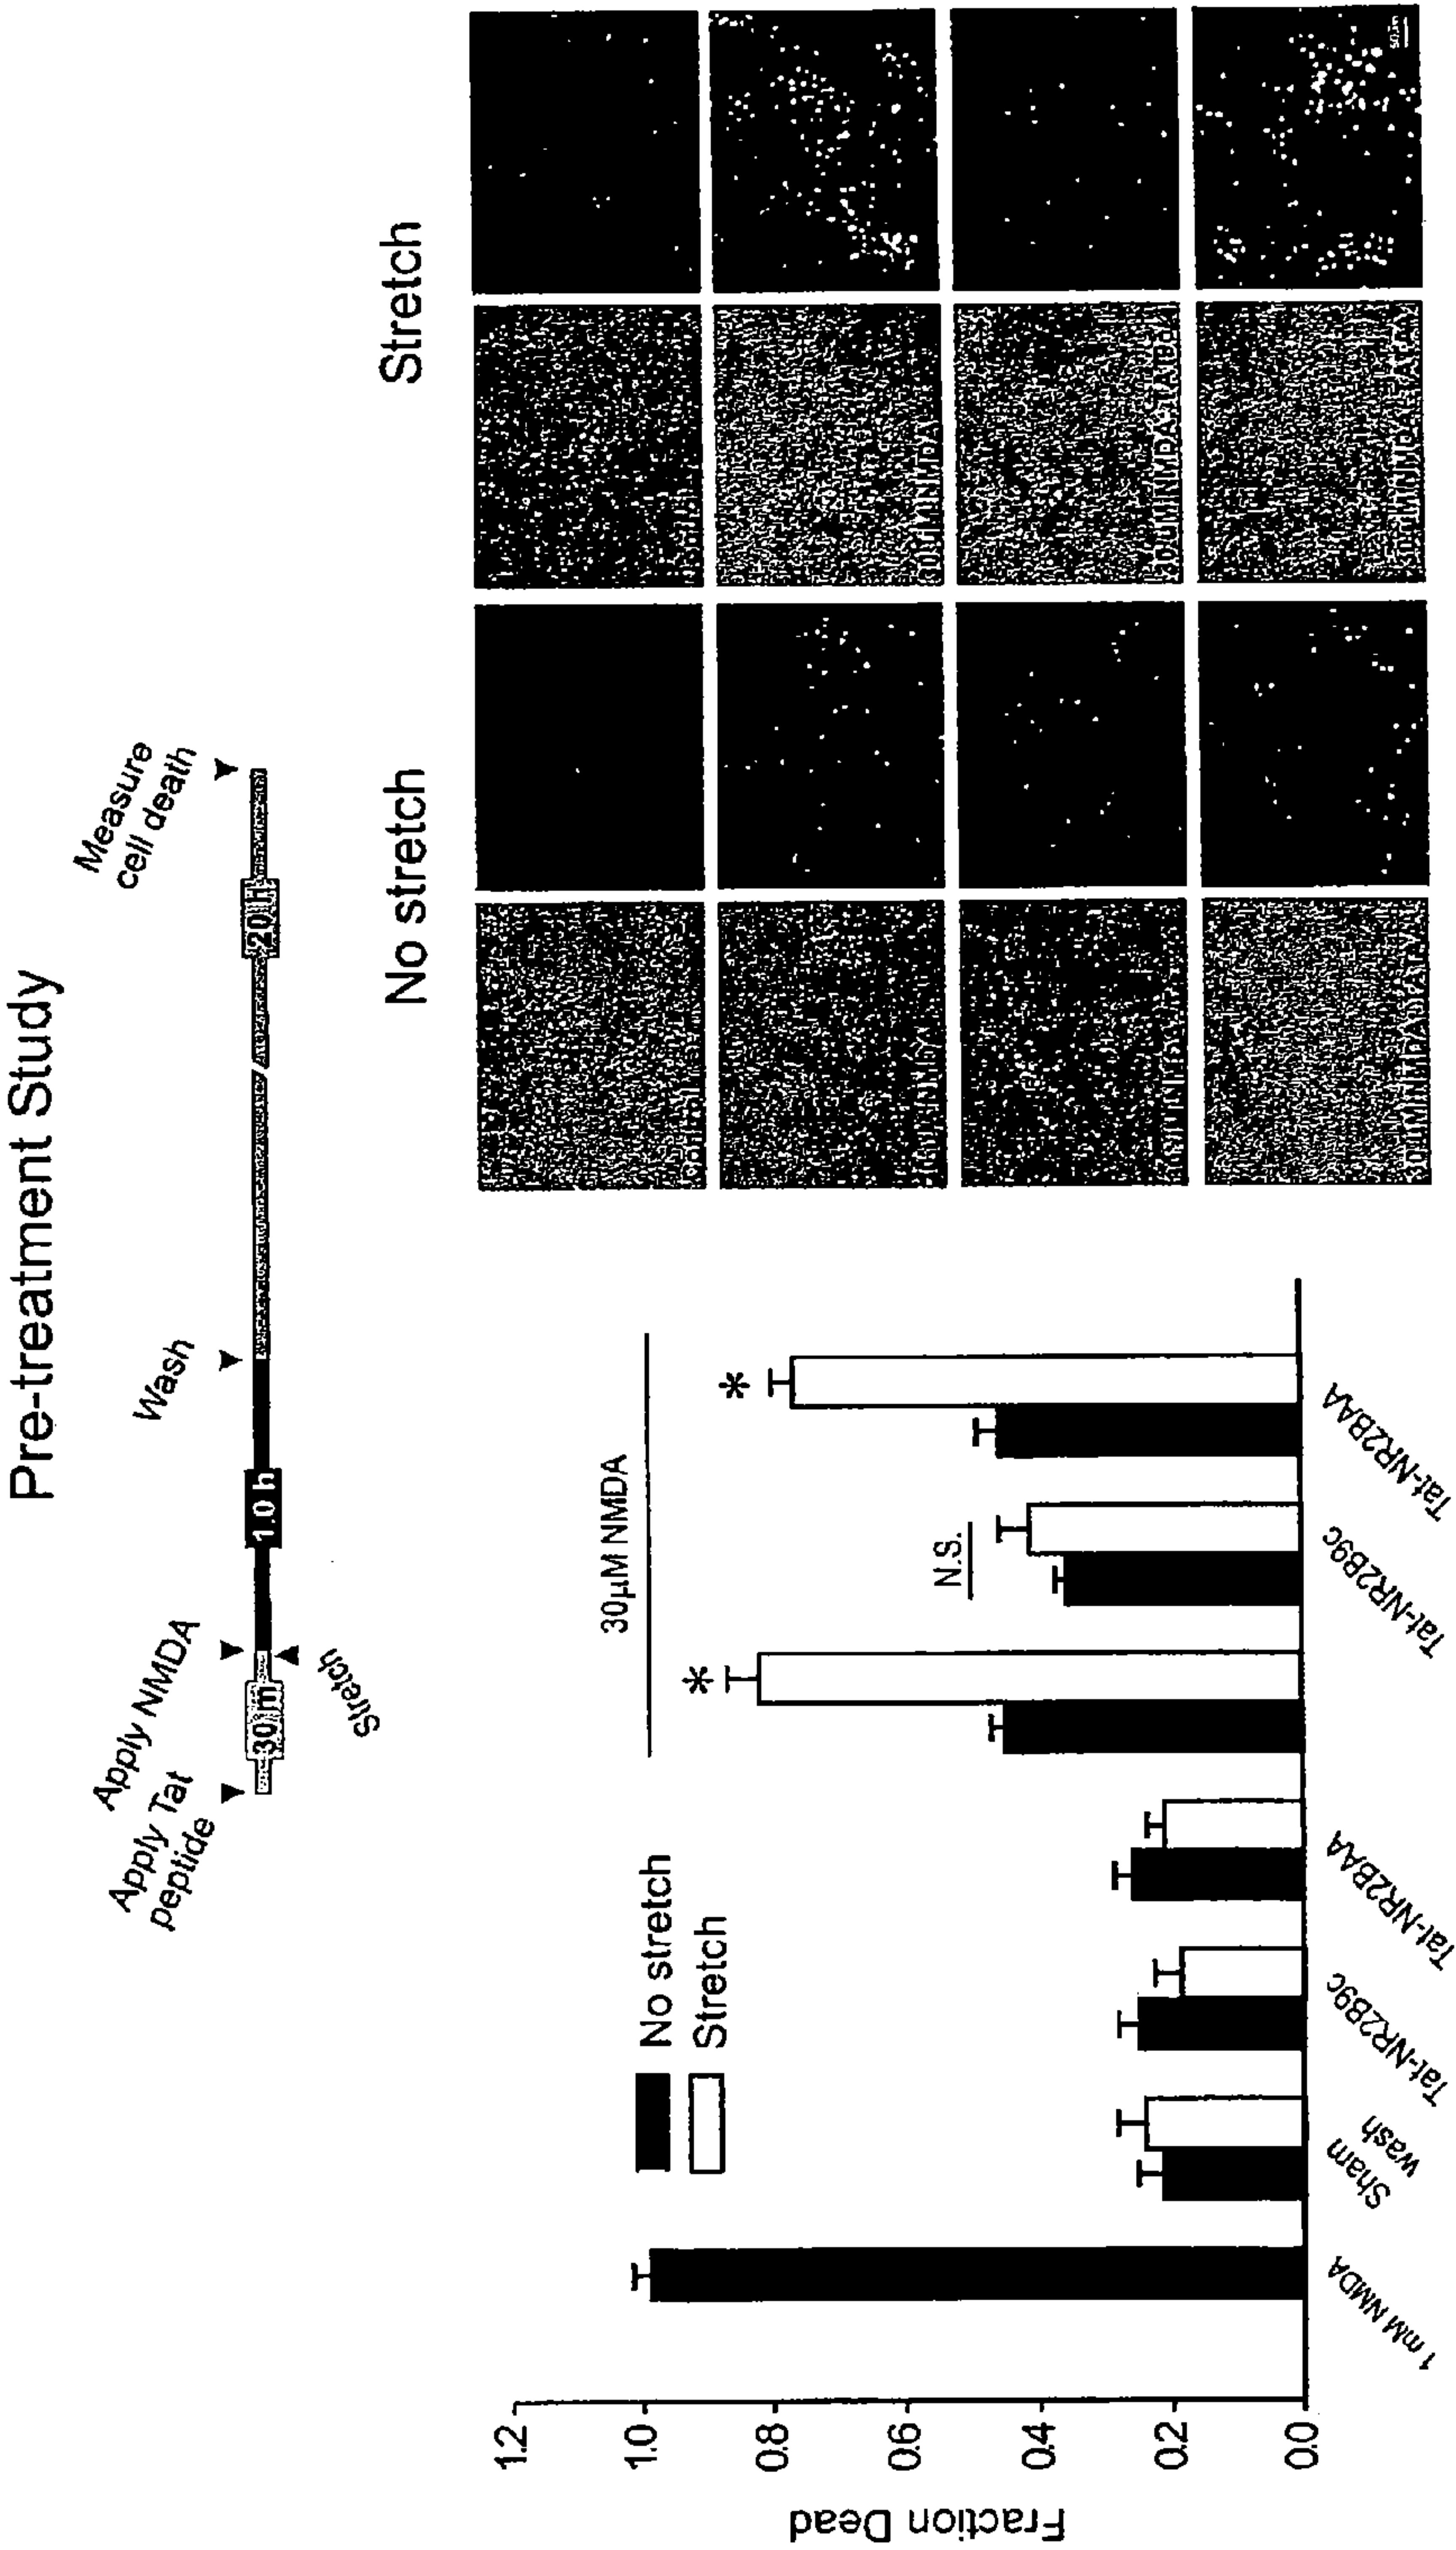 Pre-treatment Study
Apply Tat
peptide
Apply NMDA
Wash
Measure
cell death
30 m
1.0 h
20 h
Stretch
No stretch
Stretch
No stretch
Stretch
30µM NMDA
*
N.S.
*
Fraction Dead
1.2
1.0
0.8
0.6
0.4
0.2
0.0
1 mM NMDA
Sham
wash
Tat-NR2B9c
Tat-NR2BAA
Tat-NR2B9c
Tat-NR2BAA